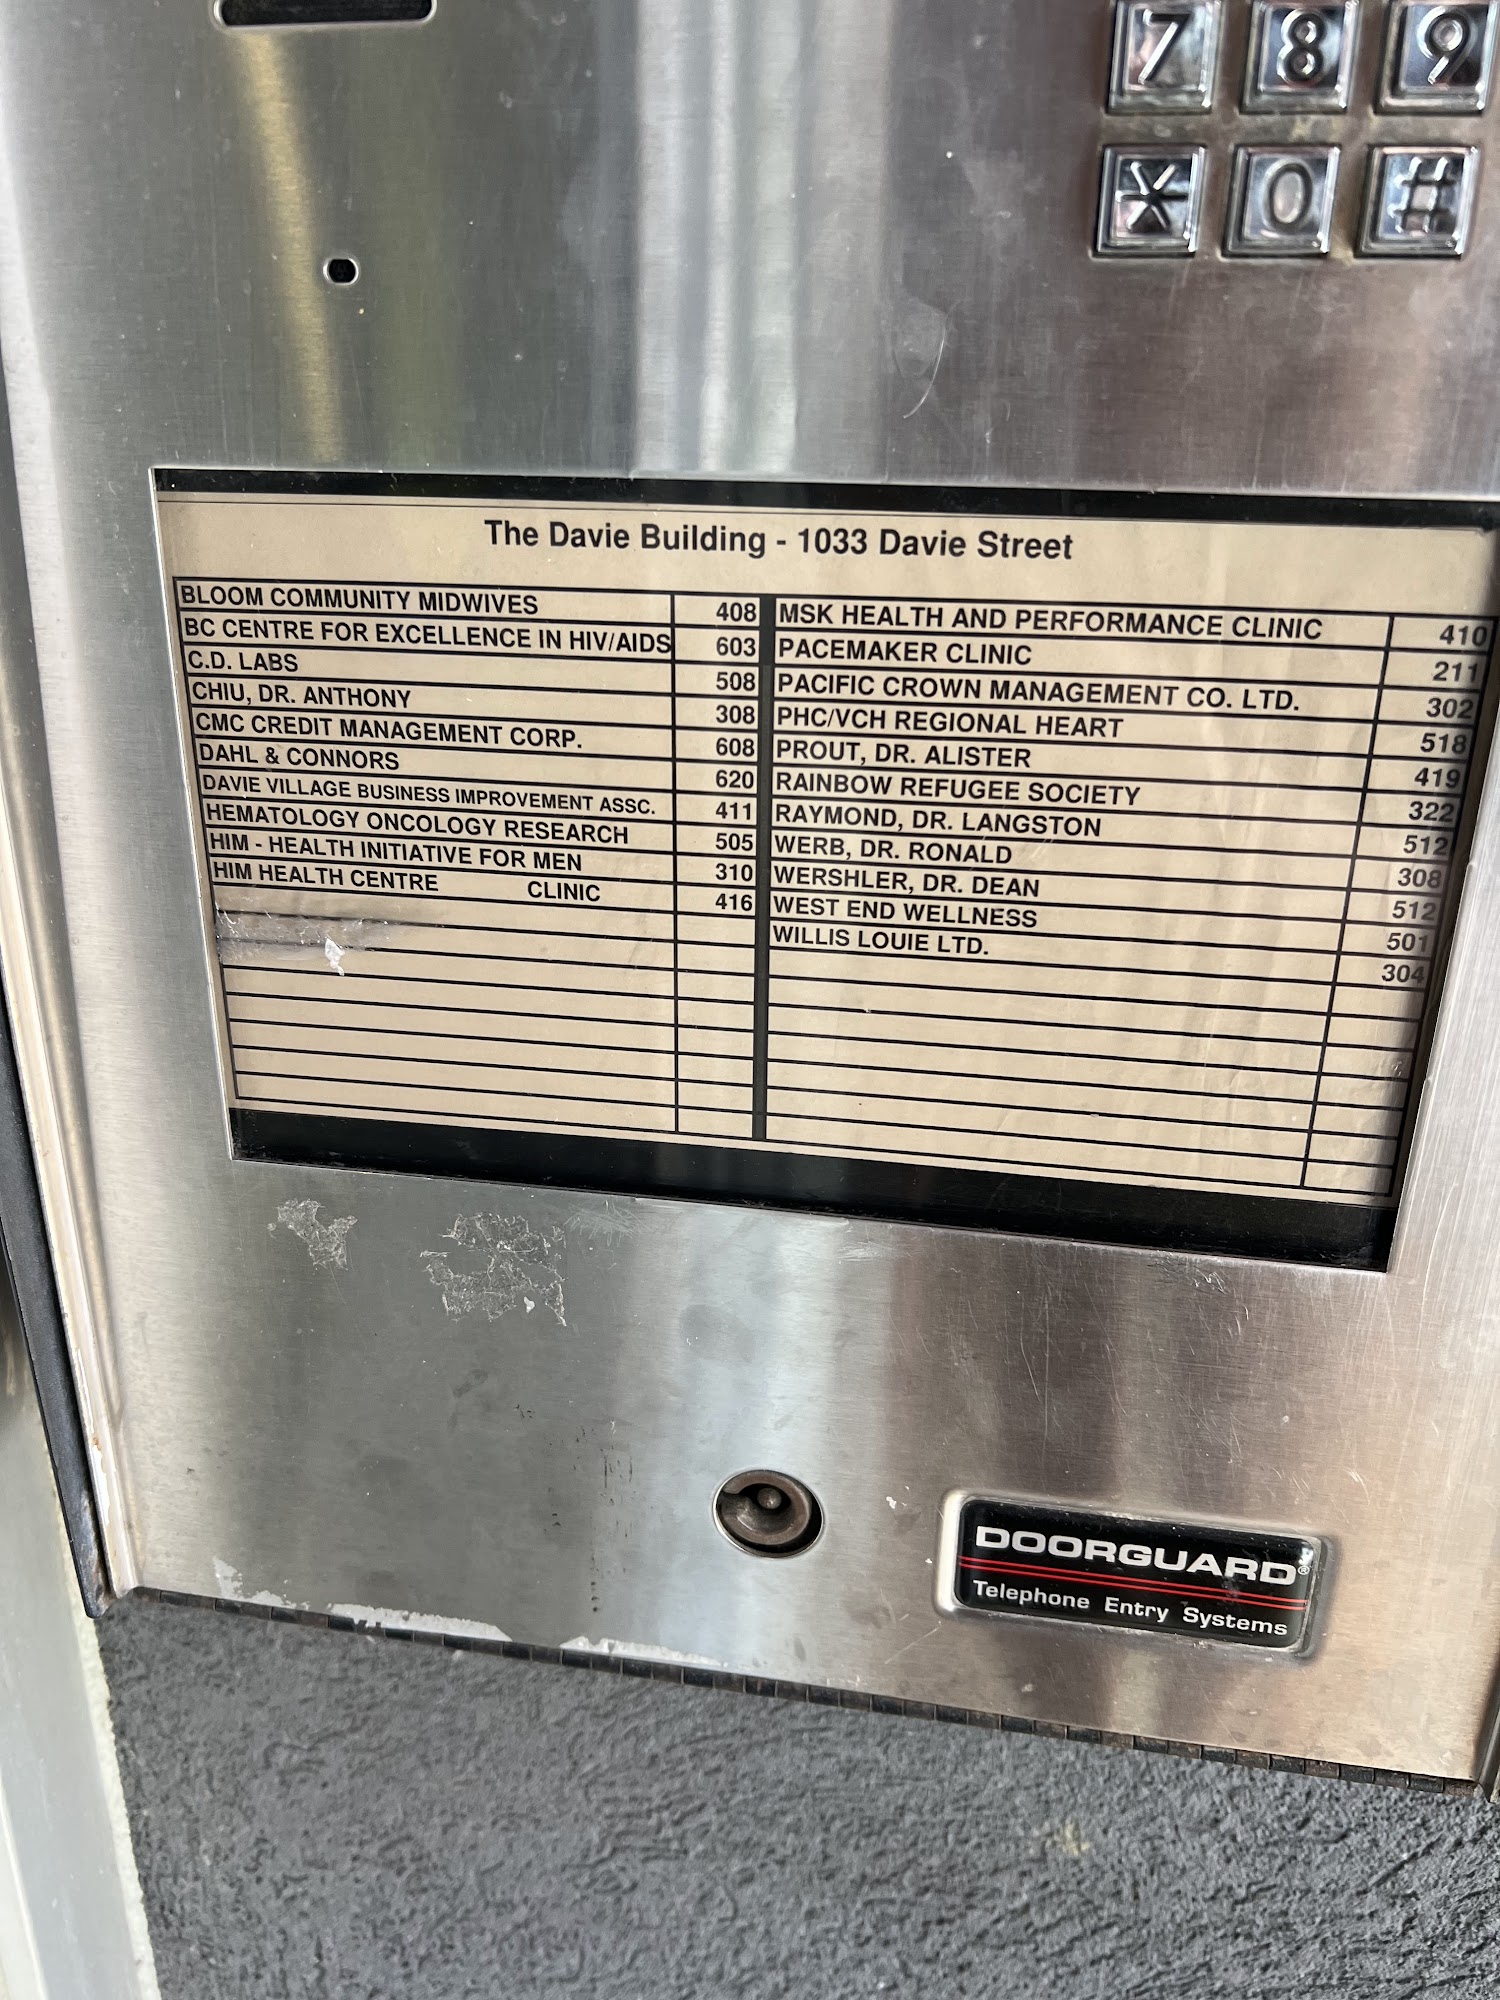 7 8 9
* 0 #
The Davie Building - 1033 Davie Street
BLOOM COMMUNITY MIDWIVES 408
BC CENTRE FOR EXCELLENCE IN HIV/AIDS 603
C.D. LABS 508
CHIU, DR. ANTHONY 308
CMC CREDIT MANAGEMENT CORP. 608
DAHL & CONNORS 620
DAVIE VILLAGE BUSINESS IMPROVEMENT ASSC. 411
HEMATOLOGY ONCOLOGY RESEARCH 505
HIM - HEALTH INITIATIVE FOR MEN 310
HIM HEALTH CENTRE CLINIC 416
MSK HEALTH AND PERFORMANCE CLINIC 410
PACEMAKER CLINIC 211
PACIFIC CROWN MANAGEMENT CO. LTD. 302
PHC/VCH REGIONAL HEART 518
PROUT, DR. ALISTER 419
RAINBOW REFUGEE SOCIETY 322
RAYMOND, DR. LANGSTON 512
WERB, DR. RONALD 308
WERSHLER, DR. DEAN 512
WEST END WELLNESS 501
WILLIS LOUIE LTD. 304
DOORGUARD®
Telephone Entry Systems